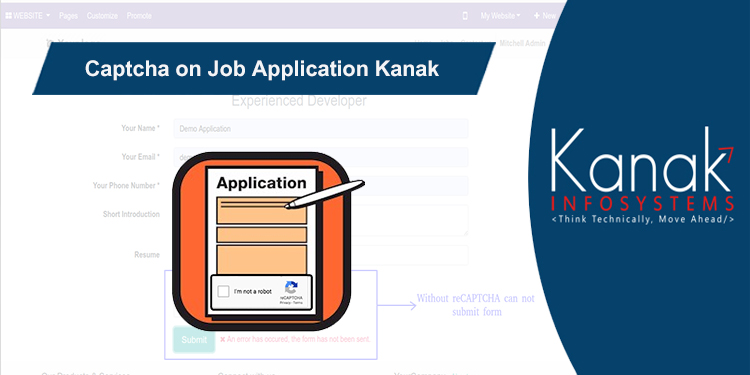 WEBSITE Pages Customize Promote My Website + New
Mitchell Admin
Captcha on Job Application Kanak
Experienced Developer
Your Name * Demo Application
Your Email *
Your Phone Number *
Short Introduction
Resume
Application
I'm not a robot
reCAPTCHA
Privacy - Terms
Submit ✖ An error has occured, the form has not been sent.
Without reCAPTCHA can not
submit form
Kanak
INFOSYSTEMS
<Think Technically, Move Ahead/>